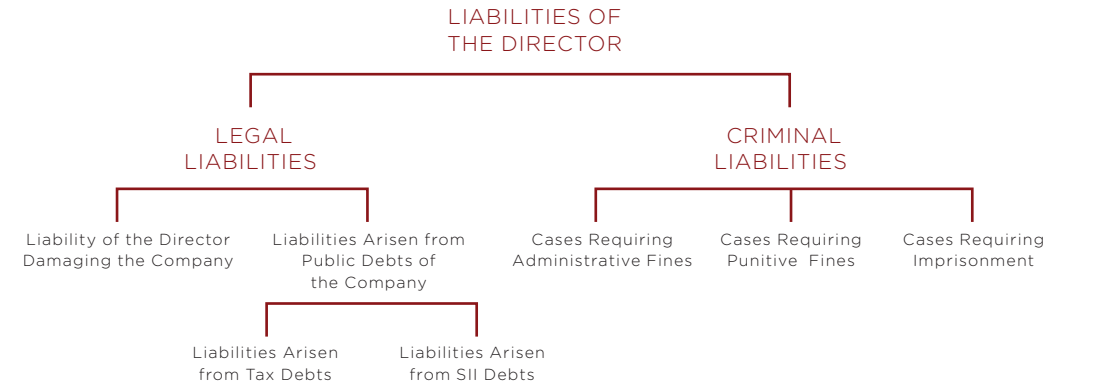 LIABILITIES OF
THE DIRECTOR
LEGAL
LIABILITIES
CRIMINAL
LIABILITIES
Liability of the Director
Damaging the Company
Liabilities Arisen from
Public Debts of
the Company
Cases Requiring
Administrative Fines
Cases Requiring
Punitive Fines
Cases Requiring
Imprisonment
Liabilities Arisen
from Tax Debts
Liabilities Arisen
from SII Debts